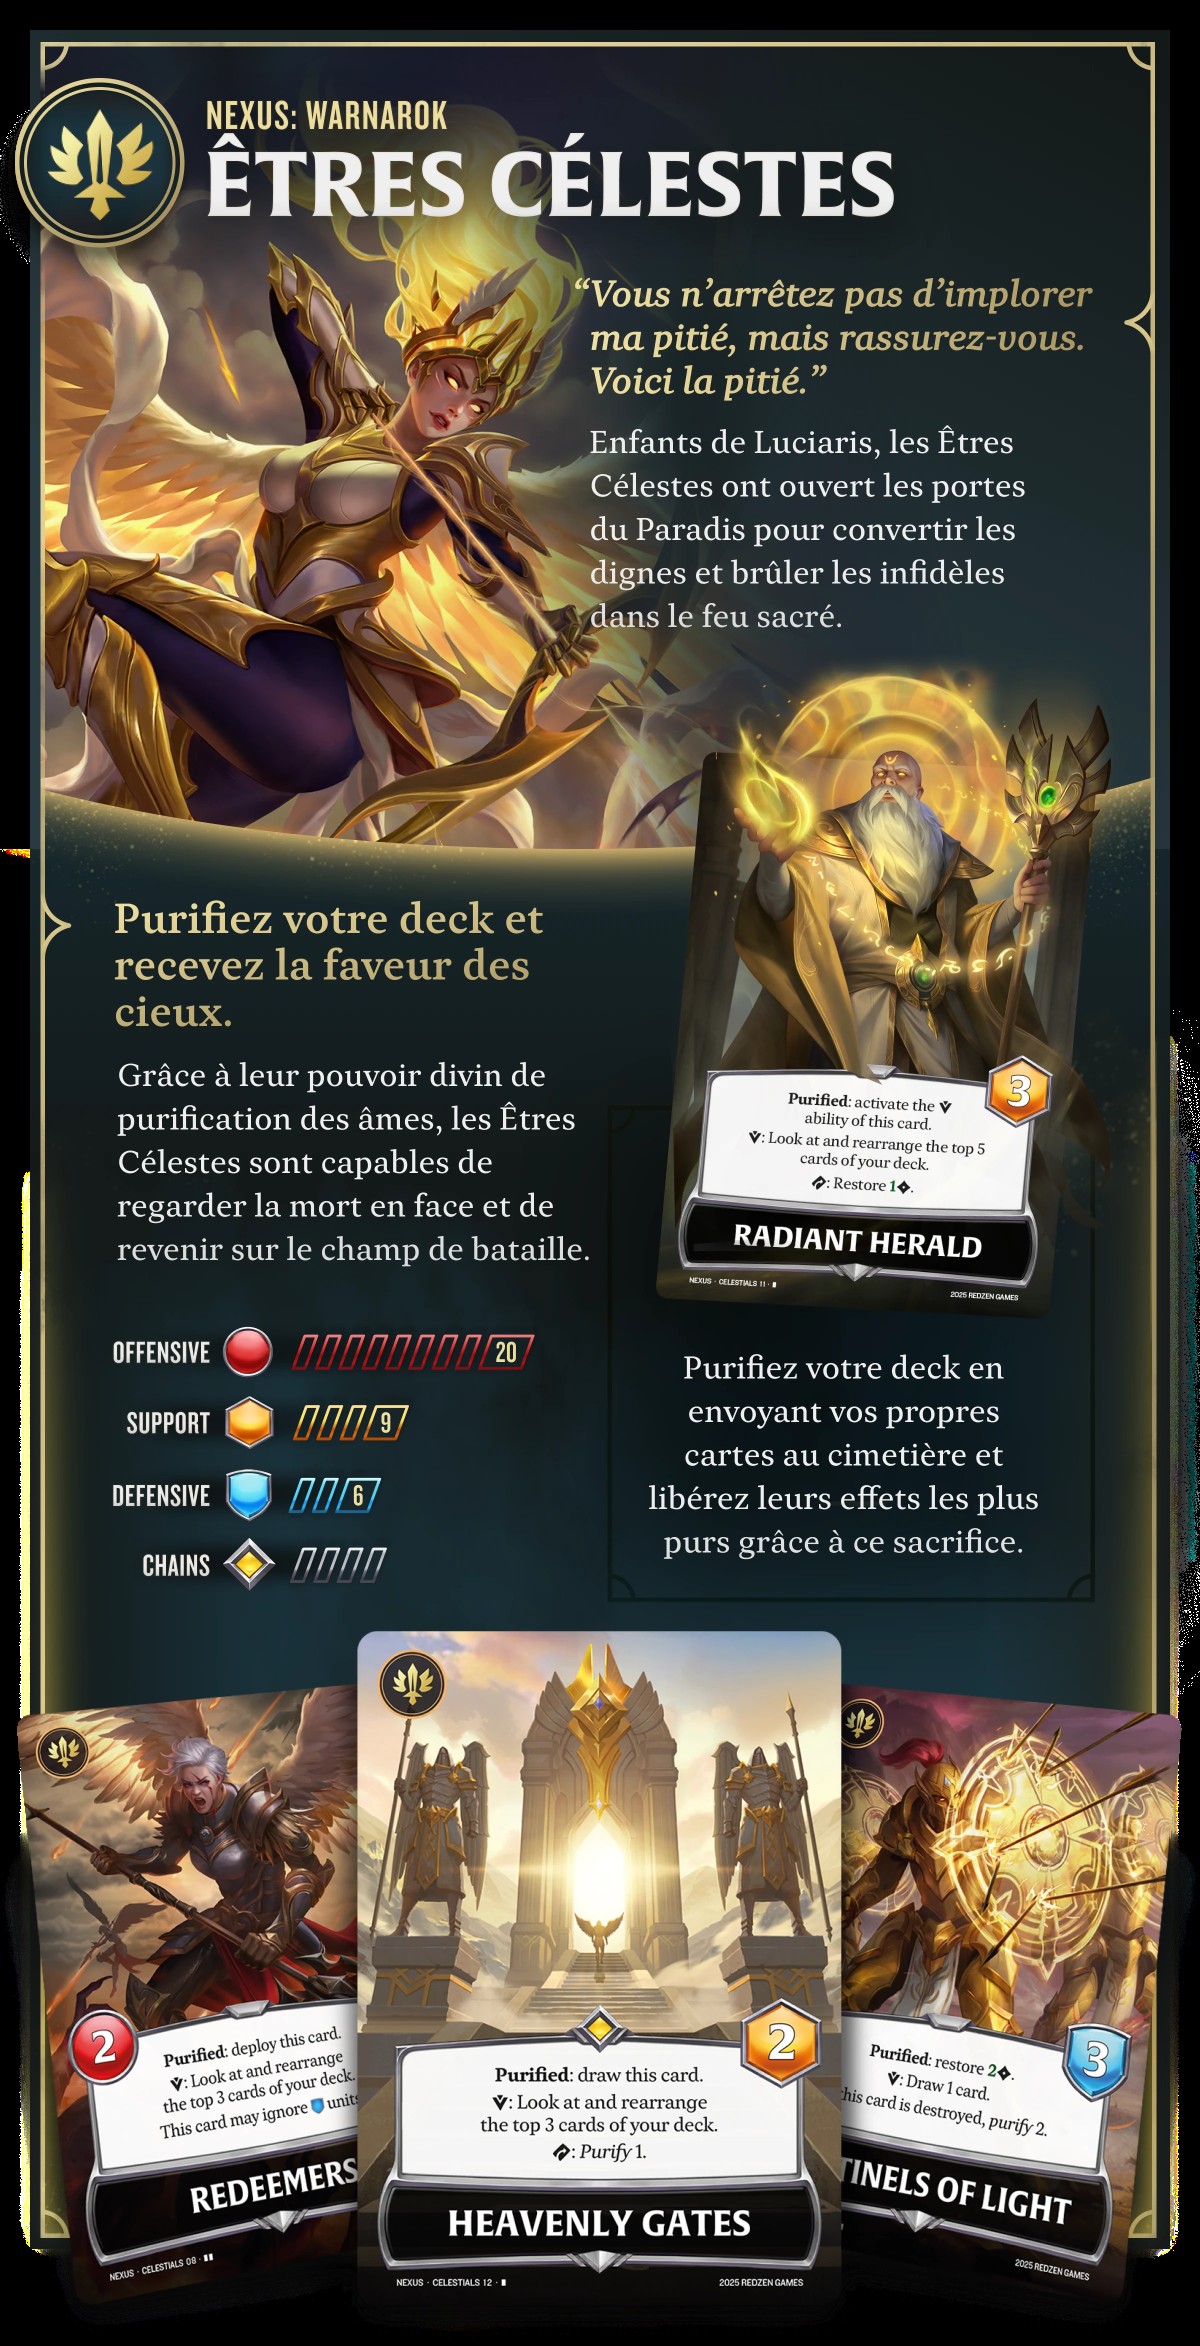 NEXUS: WARNAROK
ÊTRES CÉLESTES
“Vous n’arrêtez pas d’implorer
ma pitié, mais rassurez-vous.
Voici la pitié.”
Enfants de Luciaris, les Êtres
Célestes ont ouvert les portes
du Paradis pour convertir les
dignes et brûler les infidèles
dans le feu sacré.
Purifiez votre deck et
recevez la faveur des
cieux.
Grâce à leur pouvoir divin de
purification des âmes, les Êtres
Célestes sont capables de
regarder la mort en face et de
revenir sur le champ de bataille.
3
Purified: activate the
ability of this card.
: Look at and rearrange the top 5
cards of your deck.
: Restore 1
RADIANT HERALD
NEXUS · CELESTIALS 11 ·
2025 REDZEN GAMES
OFFENSIVE 20
SUPPORT 9
DEFENSIVE 6
CHAINS
Purifiez votre deck en
envoyant vos propres
cartes au cimetière et
libérez leurs effets les plus
purs grâce à ce sacrifice.
2
Purified: deploy this card.
: Look at and rearrange
the top 3 cards of your deck.
This card may ignore units
REDEEMERS
NEXUS · CELESTIALS 08 ·
2
Purified: draw this card.
: Look at and rearrange
the top 3 cards of your deck.
: Purify 1.
HEAVENLY GATES
NEXUS · CELESTIALS 12 ·
2025 REDZEN GAMES
3
Purified: restore 2
: Draw 1 card.
his card is destroyed, purify 2.
TINELS OF LIGHT
2025 REDZEN GAMES